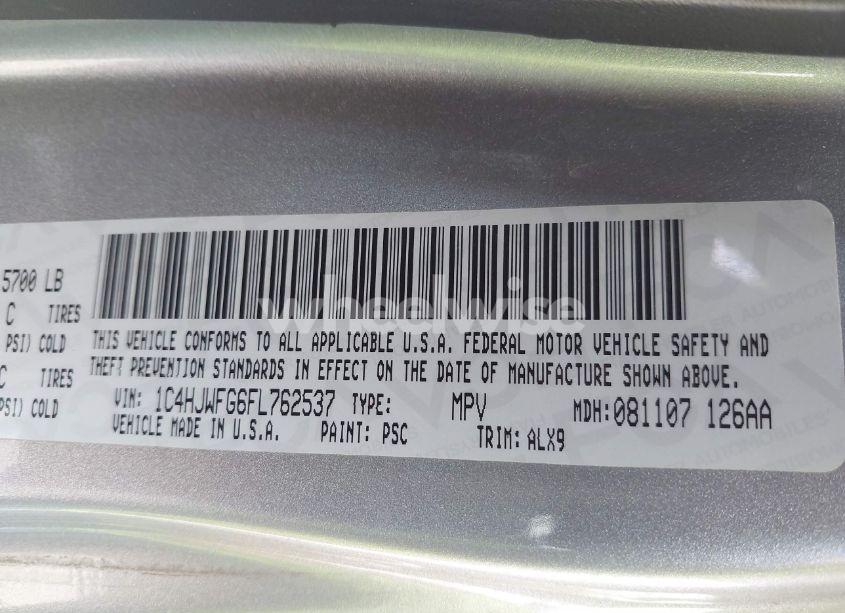 5700 LB
C TIRES
PSI) COLD
C TIRES
PSI) COLD
THIS VEHICLE CONFORMS TO ALL APPLICABLE U.S.A. FEDERAL MOTOR VEHICLE SAFETY AND
THEFT PREVENTION STANDARDS IN EFFECT ON THE DATE OF MANUFACTURE SHOWN ABOVE.
VIN: 1C4HJWFG6FL762537 TYPE: MPV MDH: 081107 126AA
VEHICLE MADE IN U.S.A. PAINT: PSC TRIM: ALX9
wheelwise